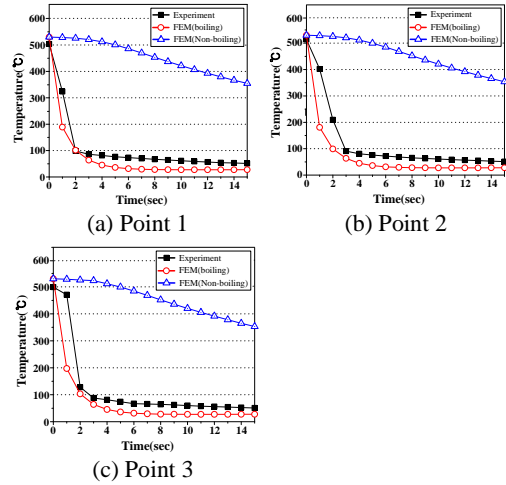 600
500
400
300
200
100
0
Temperature(℃)
Experiment
FEM(boiling)
FEM(Non-boiling)
0 2 4 6 8 10 12 14
Time(sec)
(a) Point 1
600
500
400
300
200
100
0
Temperature(℃)
Experiment
FEM(boiling)
FEM(Non-boiling)
0 2 4 6 8 10 12 14
Time(sec)
(b) Point 2
600
500
400
300
200
100
0
Temperature(℃)
Experiment
FEM(boiling)
FEM(Non-boiling)
0 2 4 6 8 10 12 14
Time(sec)
(c) Point 3